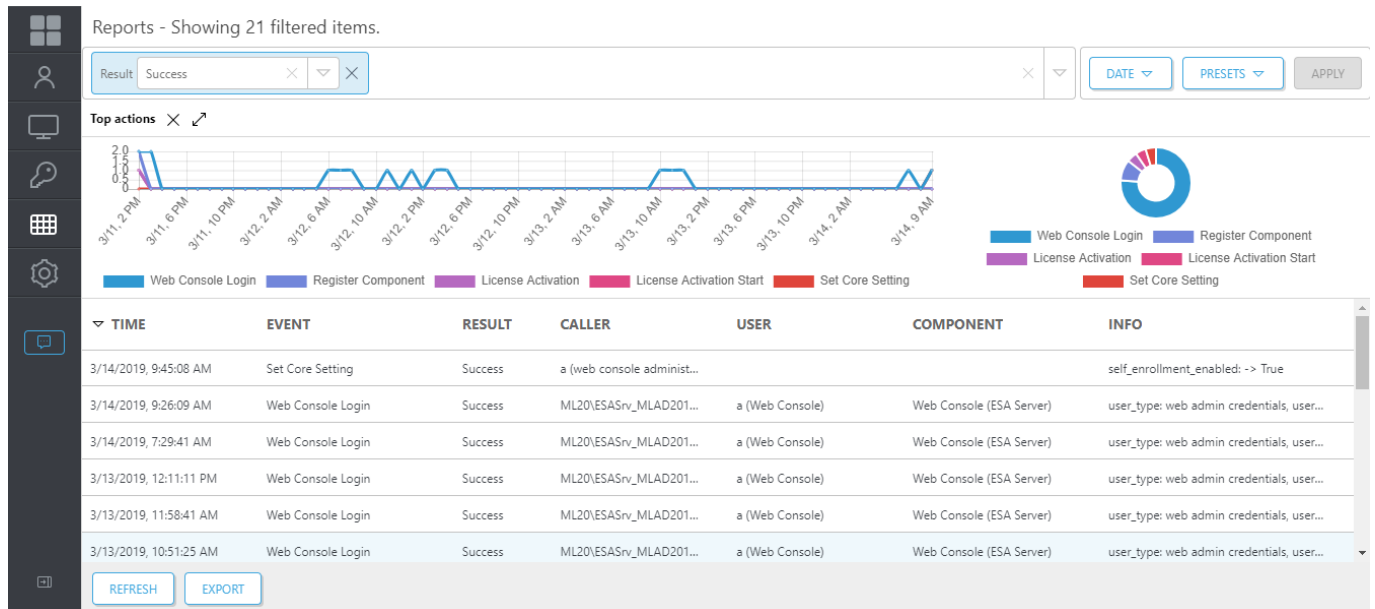 Reports - Showing 21 filtered items.
Result Success DATE PRESETS APPLY
Top actions
2.0
1.5
1.0
0.5
0
3/11, 2 PM 3/11, 6 PM 3/11, 10 PM 3/12, 2 AM 3/12, 6 AM 3/12, 10 AM 3/12, 2 PM 3/12, 6 PM 3/12, 10 PM 3/13, 2 AM 3/13, 6 AM 3/13, 10 AM 3/13, 2 PM 3/13, 6 PM 3/13, 10 PM 3/14, 2 AM 3/14, 9 AM
Web Console Login Register Component License Activation License Activation Start Set Core Setting
Web Console Login Register Component
License Activation License Activation Start
Set Core Setting
TIME EVENT RESULT CALLER USER COMPONENT INFO
3/14/2019, 9:45:08 AM Set Core Setting Success a (web console administ... self_enrollment_enabled: -> True
3/14/2019, 9:26:09 AM Web Console Login Success ML20\ESASrv_MLAD201... a (Web Console) Web Console (ESA Server) user_type: web admin credentials, user...
3/14/2019, 7:29:41 AM Web Console Login Success ML20\ESASrv_MLAD201... a (Web Console) Web Console (ESA Server) user_type: web admin credentials, user...
3/13/2019, 12:11:11 PM Web Console Login Success ML20\ESASrv_MLAD201... a (Web Console) Web Console (ESA Server) user_type: web admin credentials, user...
3/13/2019, 11:58:41 AM Web Console Login Success ML20\ESASrv_MLAD201... a (Web Console) Web Console (ESA Server) user_type: web admin credentials, user...
3/13/2019, 10:51:25 AM Web Console Login Success ML20\ESASrv_MLAD201... a (Web Console) Web Console (ESA Server) user_type: web admin credentials, user...
REFRESH EXPORT